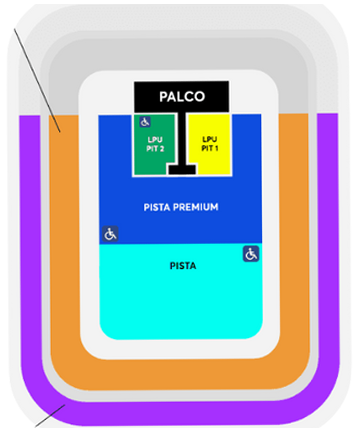 PALCO
LPU
PIT 2
LPU
PIT 1
PISTA PREMIUM
PISTA